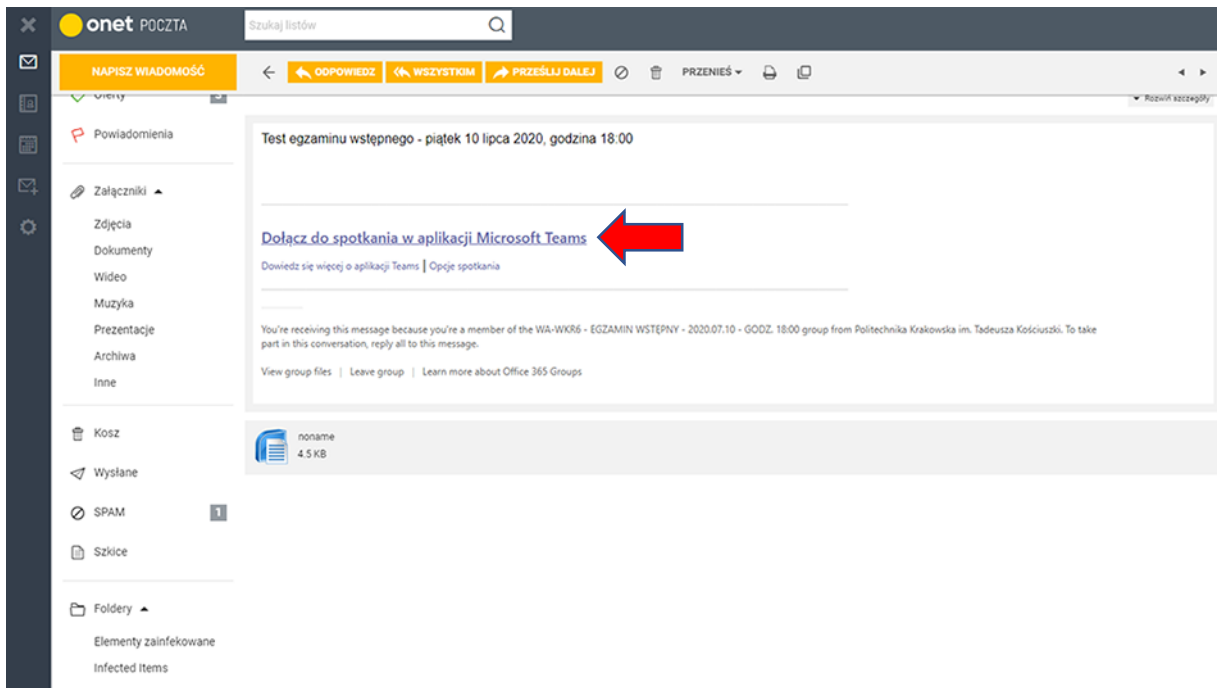 onet POCZTA
Szukaj listów
NAPISZ WIADOMOŚĆ
ODPOWIEDZ
WSZYSTKIM
PRZEŚLIJ DALEJ
PRZENIEŚ
Oferty
Rozwiń szczegóły
Powiadomienia
Załączniki
Zdjęcia
Dokumenty
Wideo
Muzyka
Prezentacje
Archiwa
Inne
Kosz
Wysłane
SPAM 1
Szkice
Foldery
Elementy zainfekowane
Infected Items
Test egzaminu wstępnego - piątek 10 lipca 2020, godzina 18:00
Dołącz do spotkania w aplikacji Microsoft Teams
Dowiedz się więcej o aplikacji Teams | Opcje spotkania
You're receiving this message because you're a member of the WA-WKR6 - EGZAMIN WSTĘPNY - 2020.07.10 - GODZ. 18:00 group from Politechnika Krakowska im. Tadeusza Kościuszki. To take
part in this conversation, reply all to this message.
View group files | Leave group | Learn more about Office 365 Groups
noname
4.5 KB